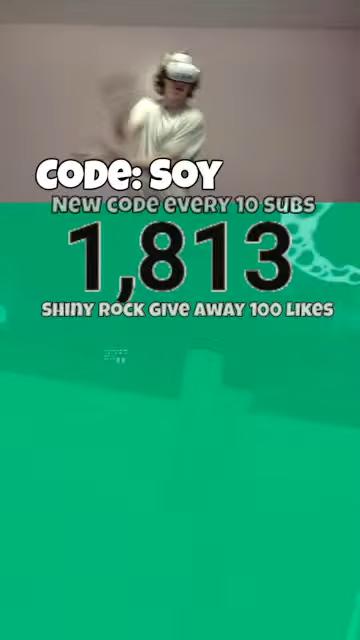 CODE: SOY
NEW CODE EVERY 10 SUBS
1,813
SHINY ROCK GIVE AWAY 100 LIKES